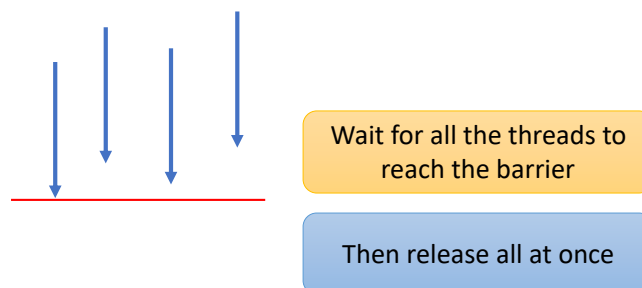 Wait for all the threads to
reach the barrier
Then release all at once